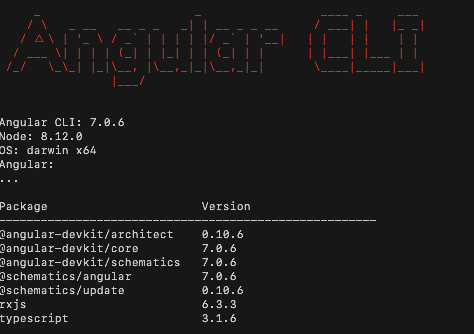 Angular CLI
Angular CLI: 7.0.6
Node: 8.12.0
OS: darwin x64
Angular:
...
Package Version
------------------------------------------------------
@angular-devkit/architect 0.10.6
@angular-devkit/core 7.0.6
@angular-devkit/schematics 7.0.6
@schematics/angular 7.0.6
@schematics/update 0.10.6
rxjs 6.3.3
typescript 3.1.6